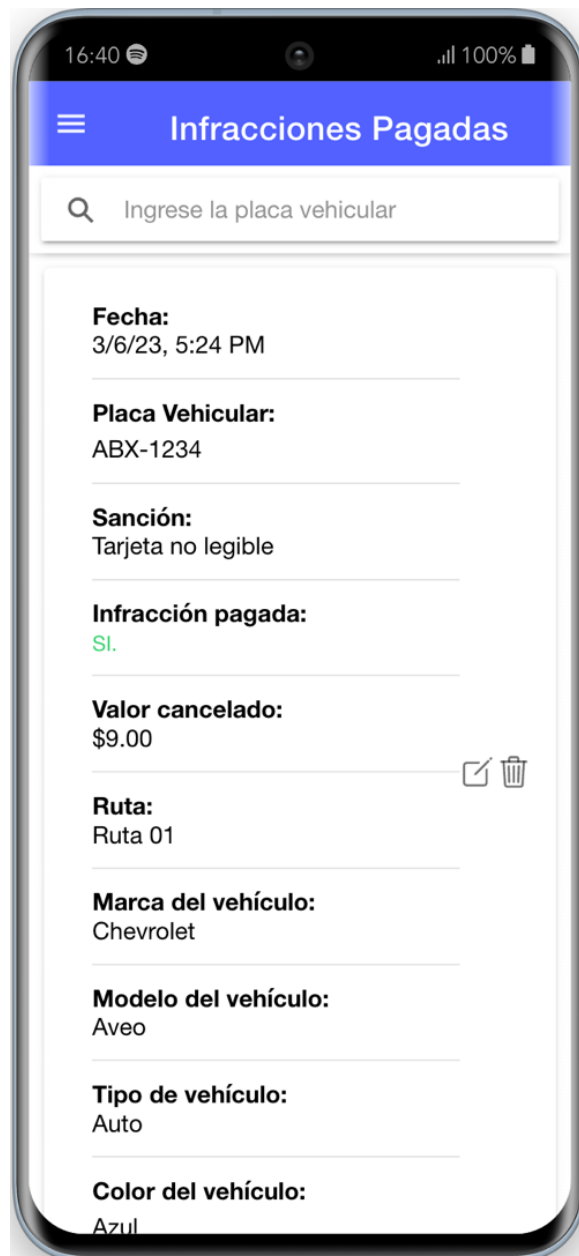 16:40
100%
Infracciones Pagadas
Ingrese la placa vehicular
Fecha:
3/6/23, 5:24 PM
Placa Vehicular:
ABX-1234
Sanción:
Tarjeta no legible
Infracción pagada:
SI.
Valor cancelado:
$9.00
Ruta:
Ruta 01
Marca del vehículo:
Chevrolet
Modelo del vehículo:
Aveo
Tipo de vehículo:
Auto
Color del vehículo:
Azul